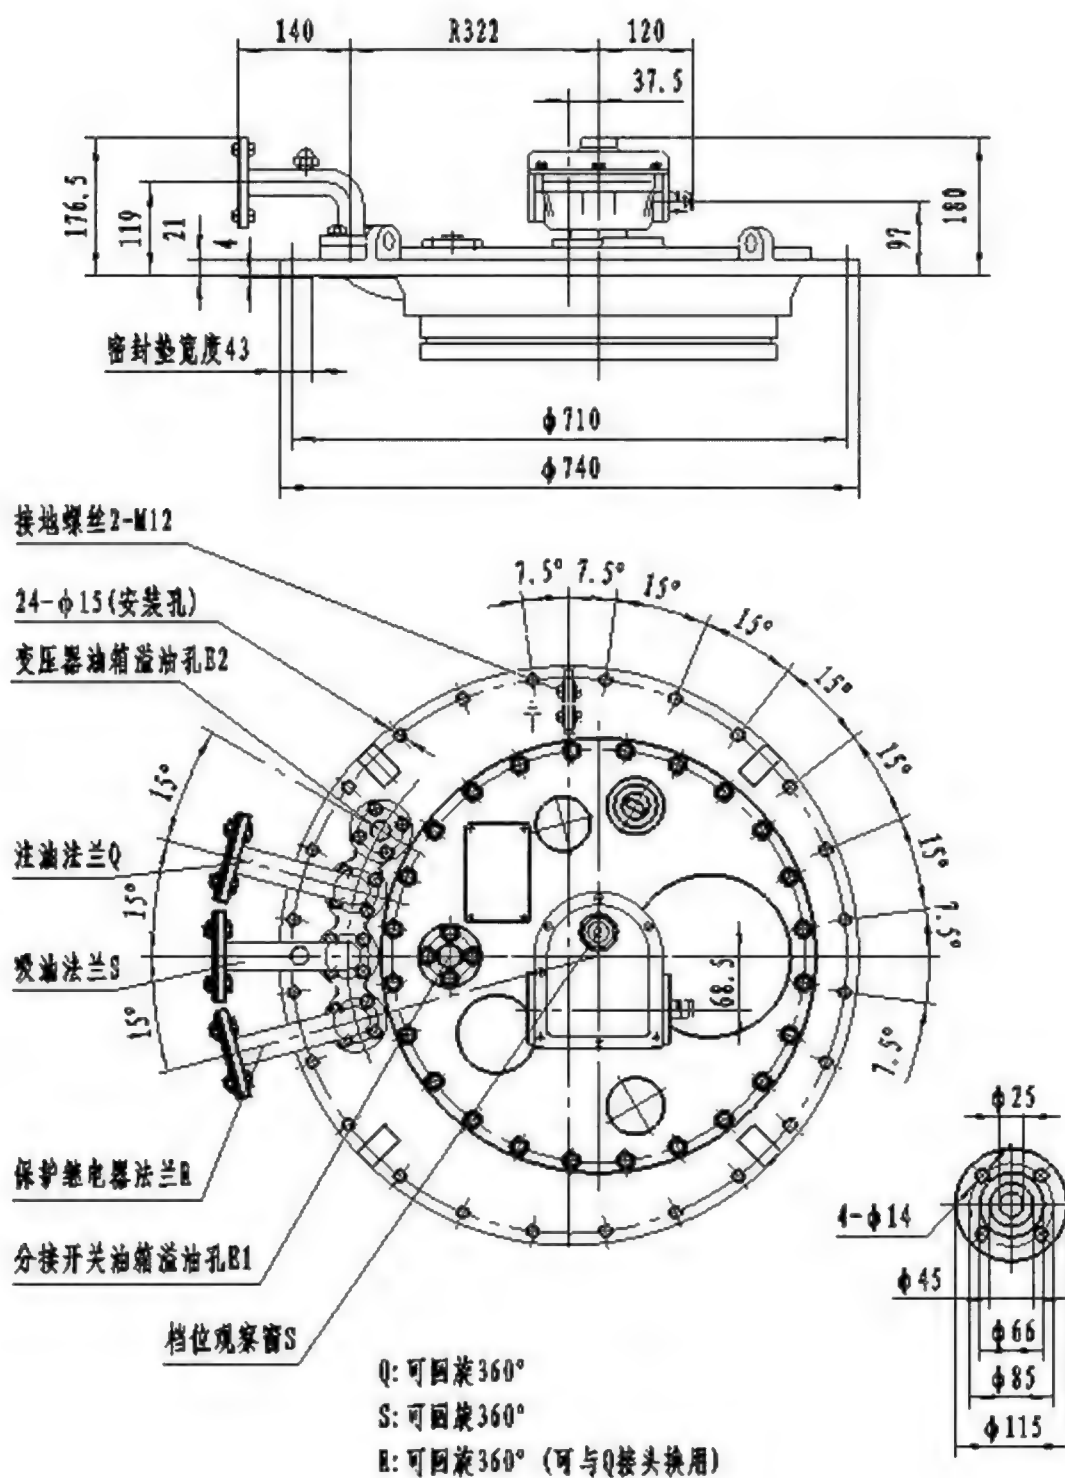 140 R322 120
37.5
176.5 119 21 4 97 180
密封垫宽度43
ϕ710
ϕ740
接地螺丝2-M12
24-ϕ15(安装孔)
变压器油箱溢油孔E2
7.5° 7.5° 15° 15° 15° 15° 15° 7.5° 7.5°
15° 15° 15°
注油法兰Q
吸油法兰S
68.5
保护继电器法兰R
分接开关油箱溢油孔E1
档位观察窗S
ϕ25
4-ϕ14
ϕ45
ϕ66
ϕ85
ϕ115
Q:可回旋360°
S:可回旋360°
R:可回旋360°(可与Q接头换用)